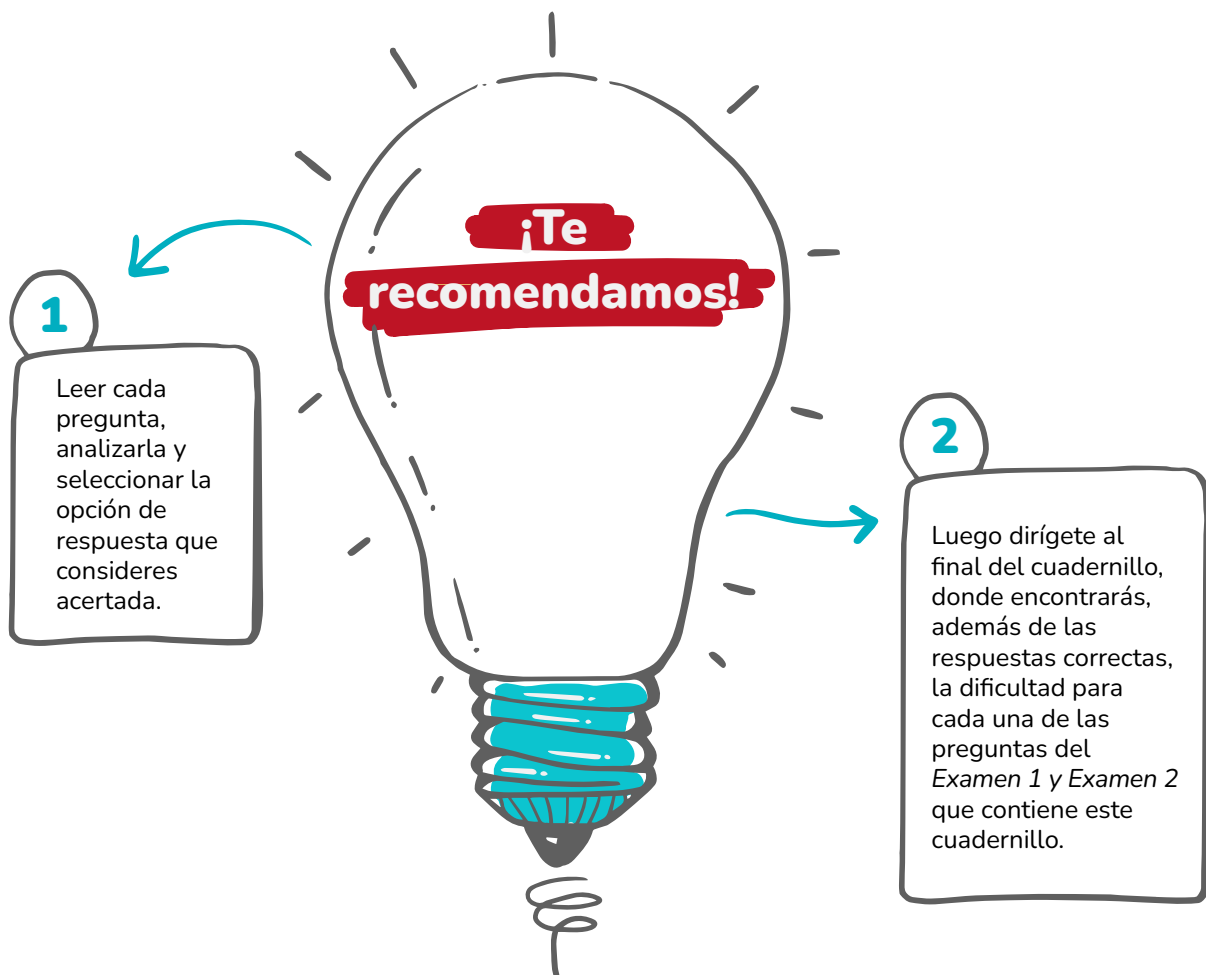 ¡Te
recomendamos!
1
Leer cada
pregunta,
analizarla y
seleccionar la
opción de
respuesta que
consideres
acertada.
2
Luego dirígete al
final del cuadernillo,
donde encontrarás,
además de las
respuestas correctas,
la dificultad para
cada una de las
preguntas del
Examen 1 y Examen 2
que contiene este
cuadernillo.